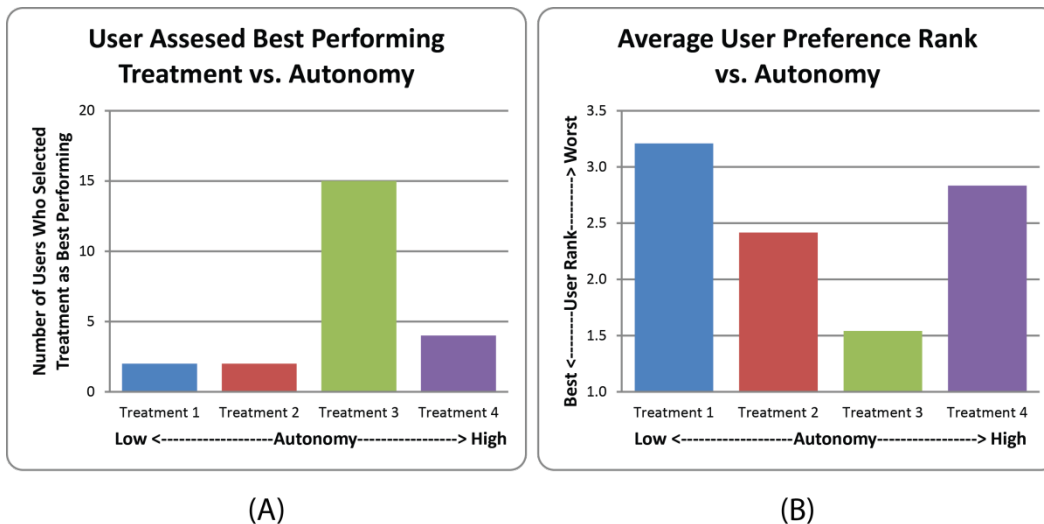 User Assesed Best Performing
Treatment vs. Autonomy
Number of Users Who Selected
Treatment as Best Performing
20
15
10
5
0
Treatment 1 Treatment 2 Treatment 3 Treatment 4
Low <-------------------Autonomy-----------------> High
(A)
Average User Preference Rank
vs. Autonomy
Best <-------User Rank--------> Worst
3.5
3.0
2.5
2.0
1.5
1.0
Treatment 1 Treatment 2 Treatment 3 Treatment 4
Low <-------------------Autonomy-----------------> High
(B)